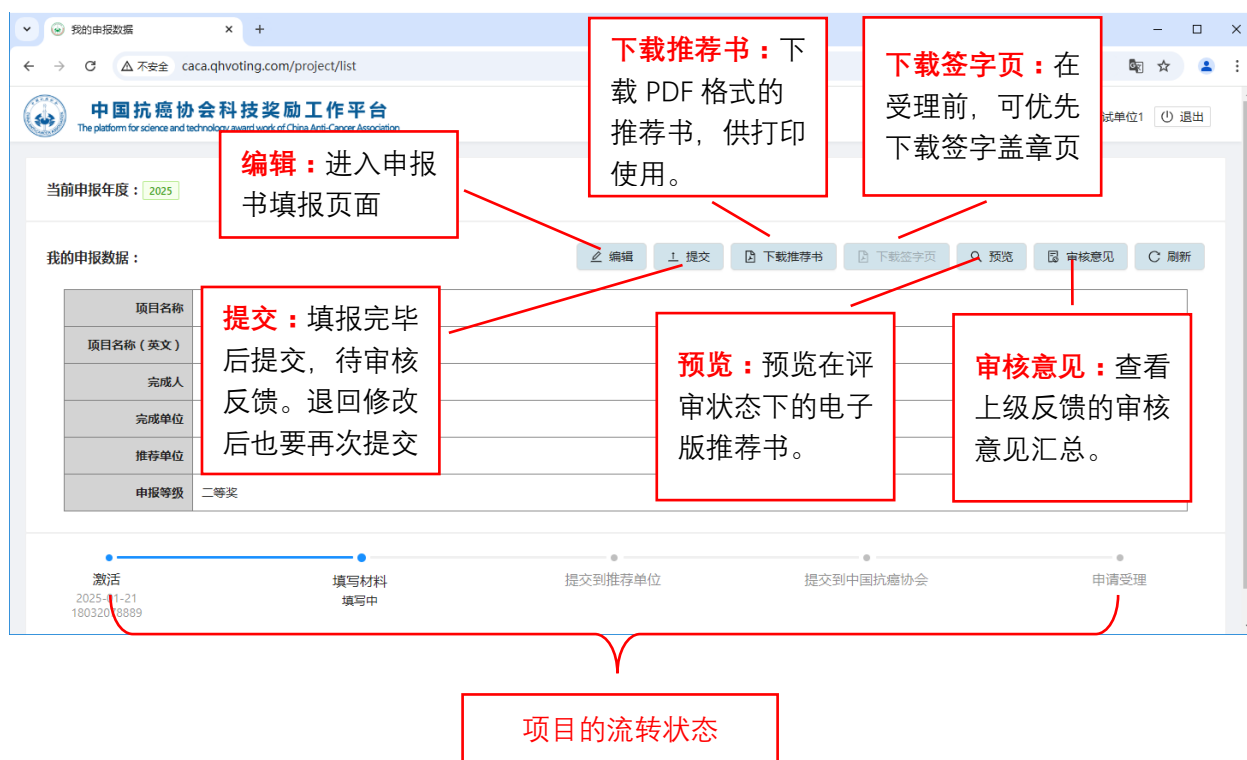 我的申报数据
不安全 caca.qhvoting.com/project/list
中国抗癌协会科技奖励工作平台
The platform for science and technology award work of China Anti-Cancer Association
试单位1 退出
下载推荐书：下
载 PDF 格式的
推荐书，供打印
使用。
下载签字页：在
受理前，可优先
下载签字盖章页
编辑：进入申报
书填报页面
当前申报年度： 2025
我的申报数据：
编辑 提交 下载推荐书 下载签字页 预览 审核意见 刷新
项目名称
项目名称（英文）
完成人
完成单位
推荐单位
申报等级 二等奖
提交：填报完毕
后提交，待审核
反馈。退回修改
后也要再次提交
预览：预览在评
审状态下的电子
版推荐书。
审核意见：查看
上级反馈的审核
意见汇总。
激活 填写材料 提交到推荐单位 提交到中国抗癌协会 申请受理
2025-01-21 填写中
18032078889
项目的流转状态